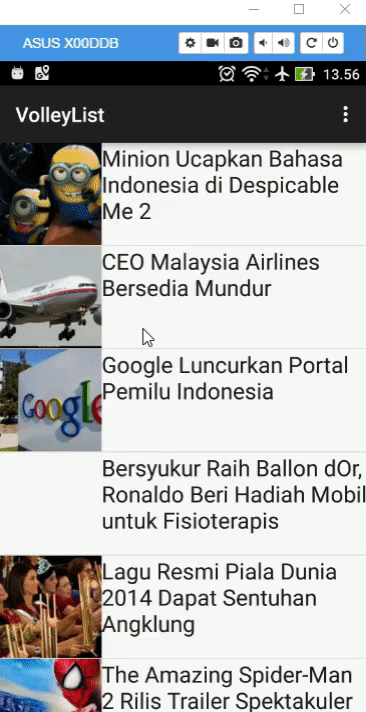 ASUS X00DDB
13.56
VolleyList
Minion Ucapkan Bahasa
Indonesia di Despicable
Me 2
CEO Malaysia Airlines
Bersedia Mundur
Google Luncurkan Portal
Pemilu Indonesia
Google
Bersyukur Raih Ballon dOr,
Ronaldo Beri Hadiah Mobil
untuk Fisioterapis
Lagu Resmi Piala Dunia
2014 Dapat Sentuhan
Angklung
The Amazing Spider-Man
2 Rilis Trailer Spektakuler